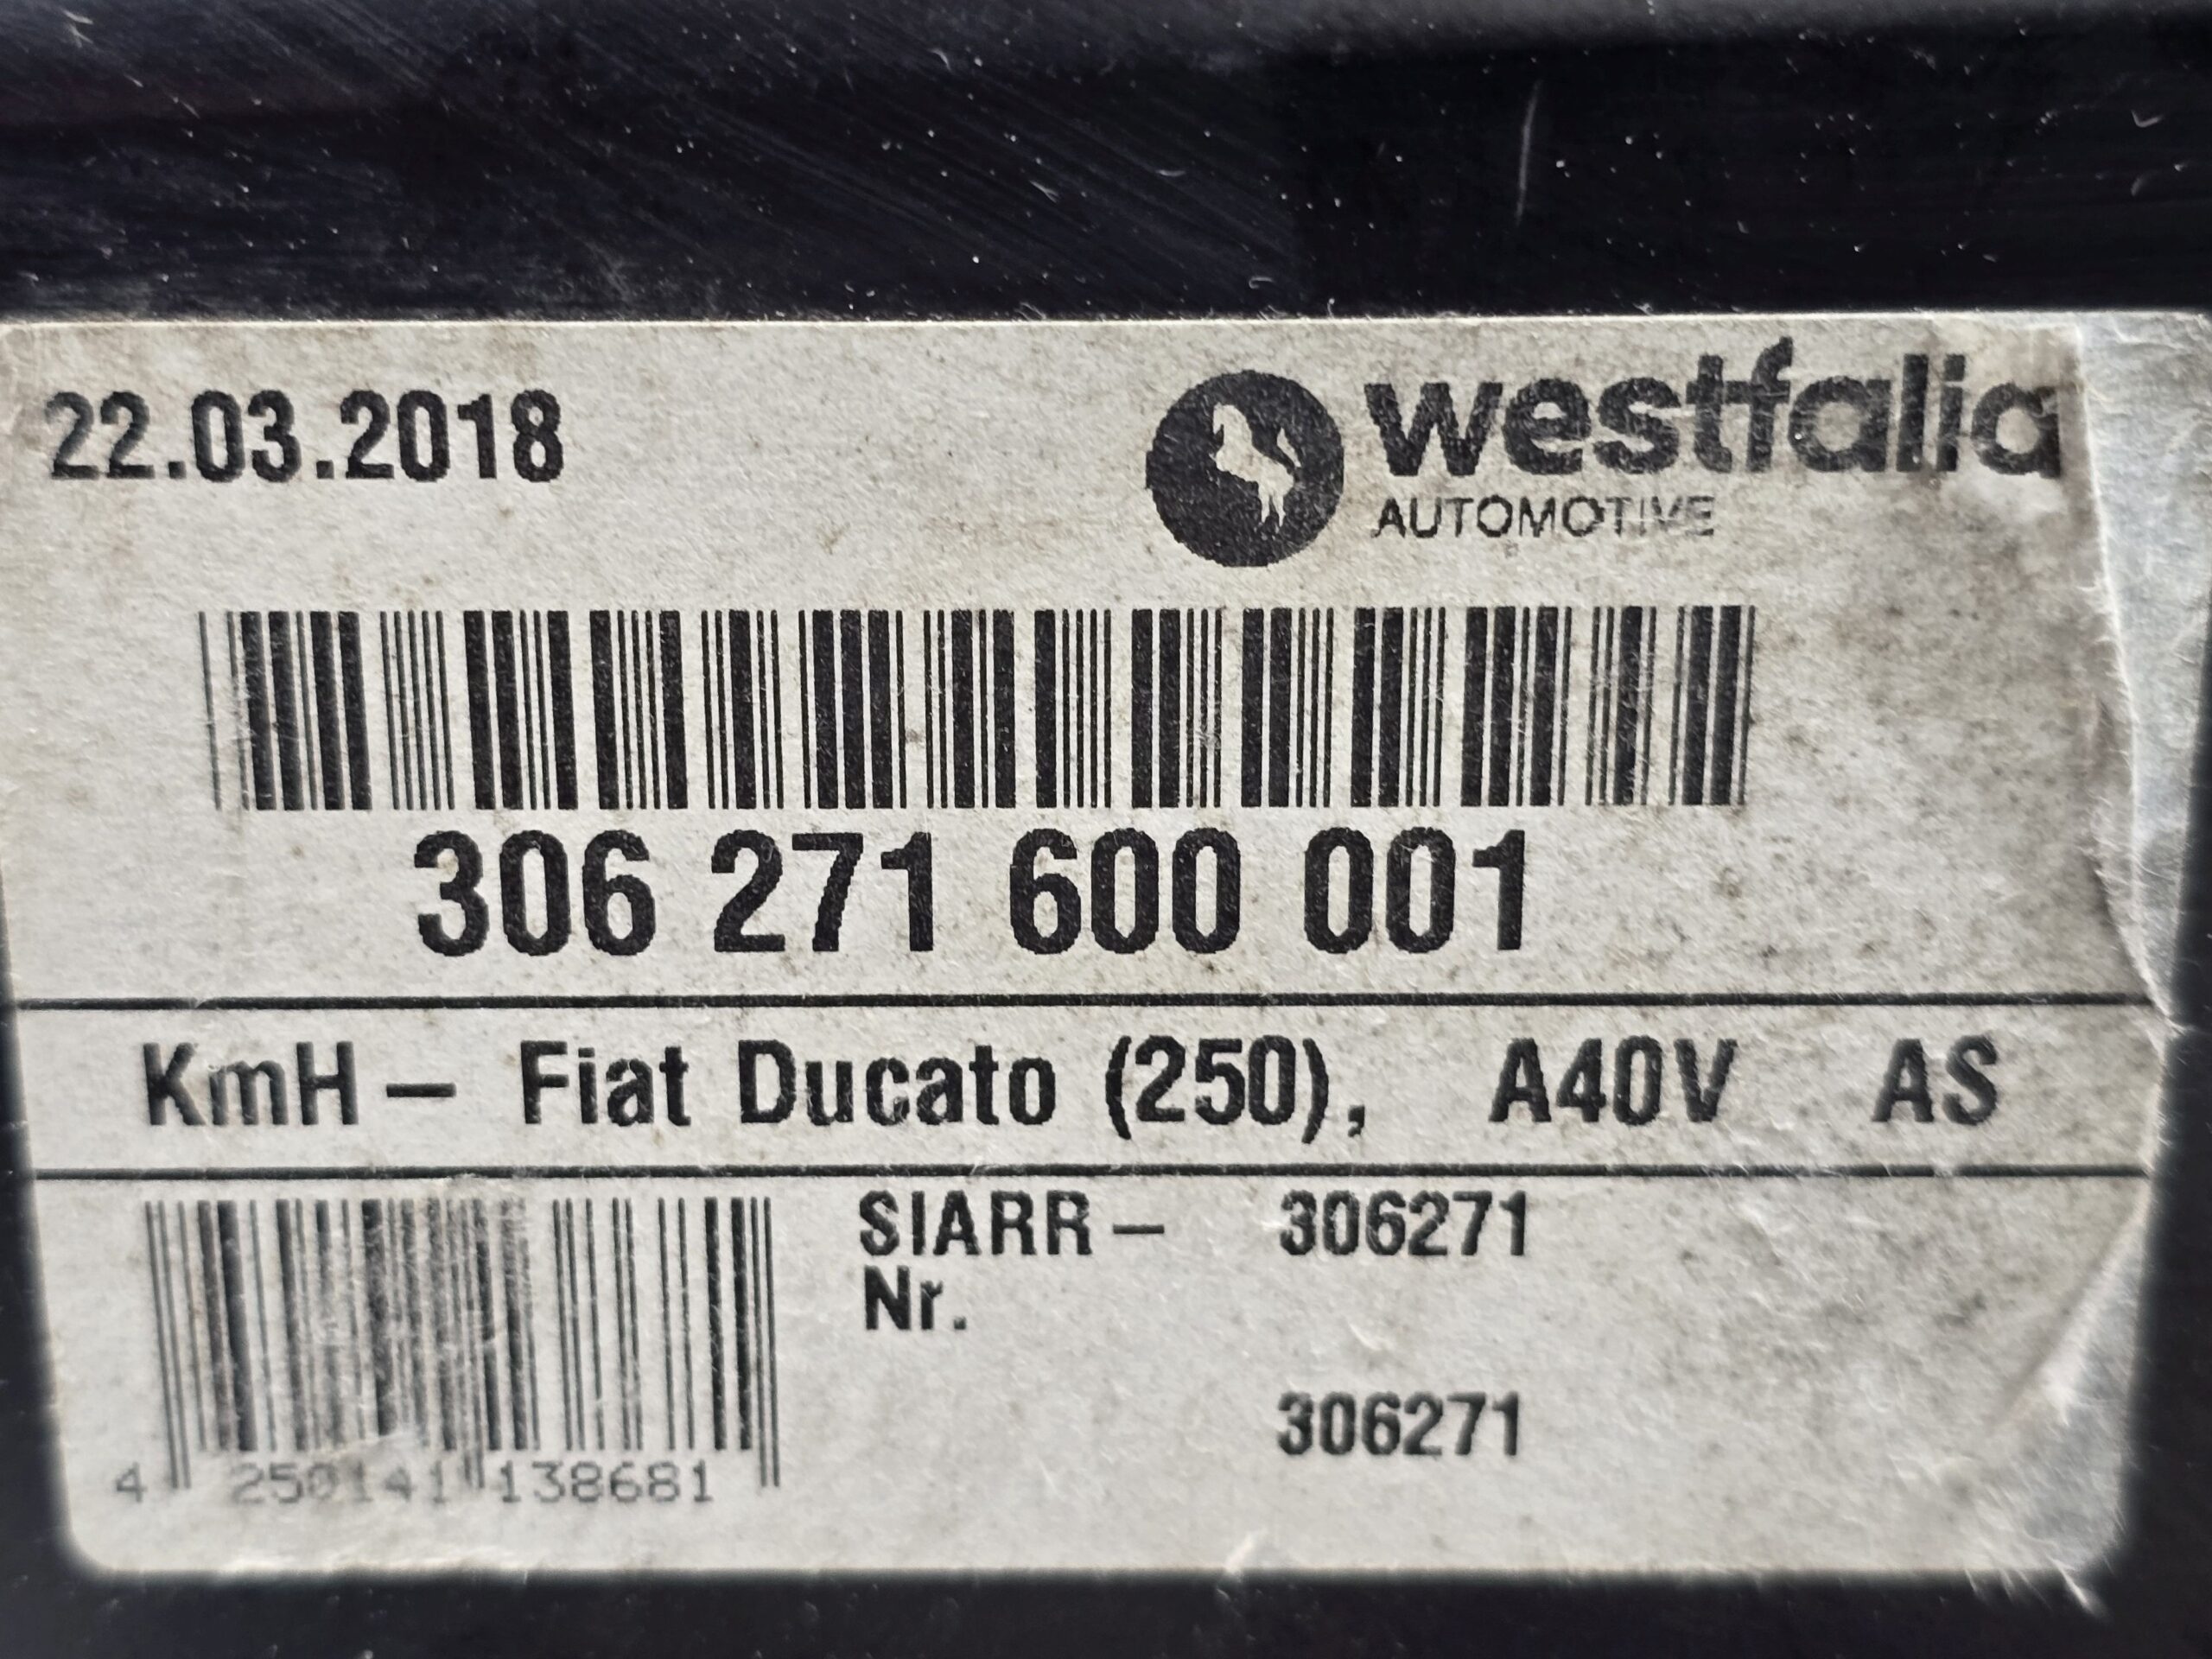 22.03.2018
westfalia
AUTOMOTIVE
306 271 600 001
KmH – Fiat Ducato (250), A40V AS
SIARR – 306271
Nr.
306271
4 250141 138681